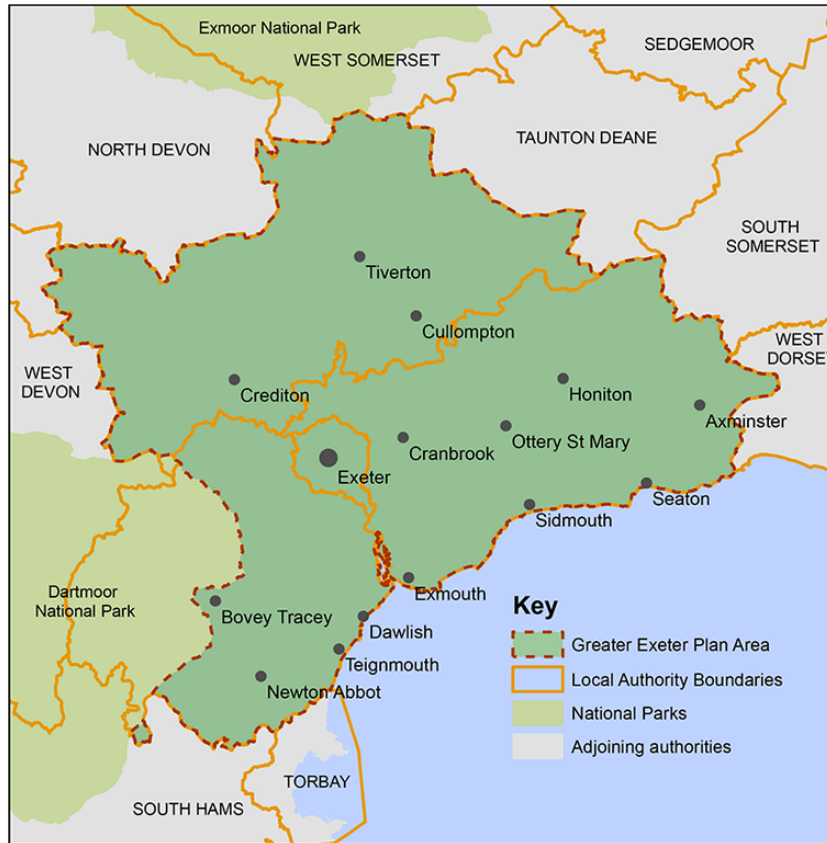 Exmoor National Park
WEST SOMERSET
SEDGEMOOR
NORTH DEVON
TAUNTON DEANE
SOUTH
SOMERSET
Tiverton
Cullompton
WEST
DORSET
WEST
DEVON
Crediton
Honiton
Axminster
Cranbrook
Ottery St Mary
Exeter
Seaton
Sidmouth
Exmouth
Dartmoor
National Park
Bovey Tracey
Dawlish
Teignmouth
Newton Abbot
TORBAY
SOUTH HAMS
Key
Greater Exeter Plan Area
Local Authority Boundaries
National Parks
Adjoining authorities